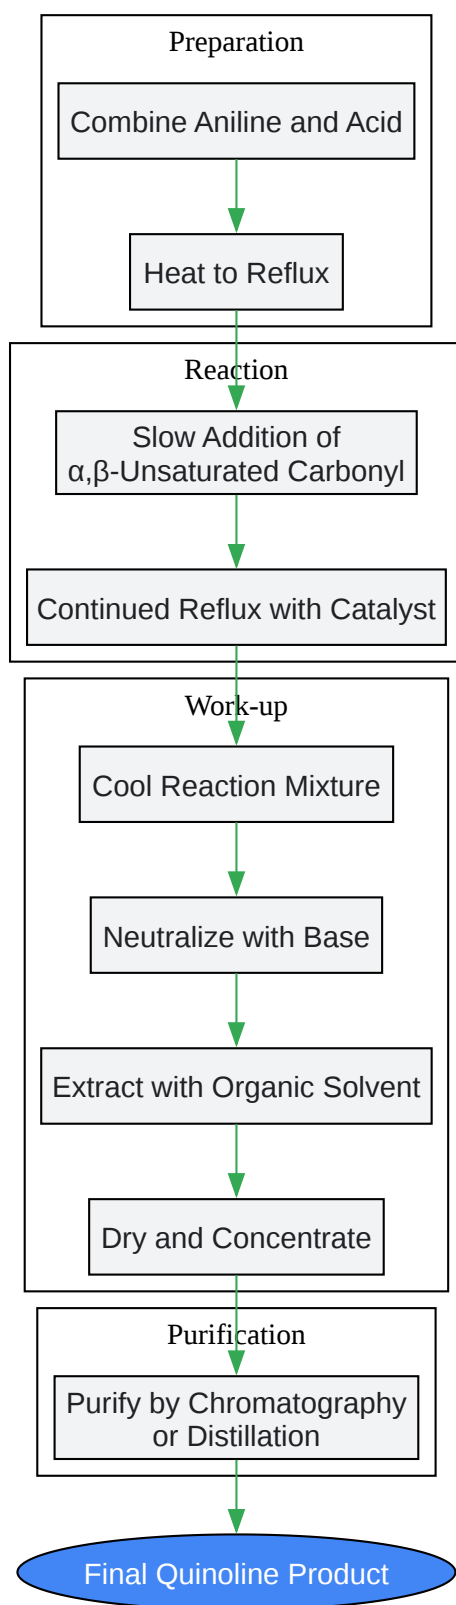 Preparation
Combine Aniline and Acid
Heat to Reflux
Reaction
Slow Addition of
α,β-Unsaturated Carbonyl
Continued Reflux with Catalyst
Work-up
Cool Reaction Mixture
Neutralize with Base
Extract with Organic Solvent
Dry and Concentrate
Purification
Purify by Chromatography
or Distillation
Final Quinoline Product